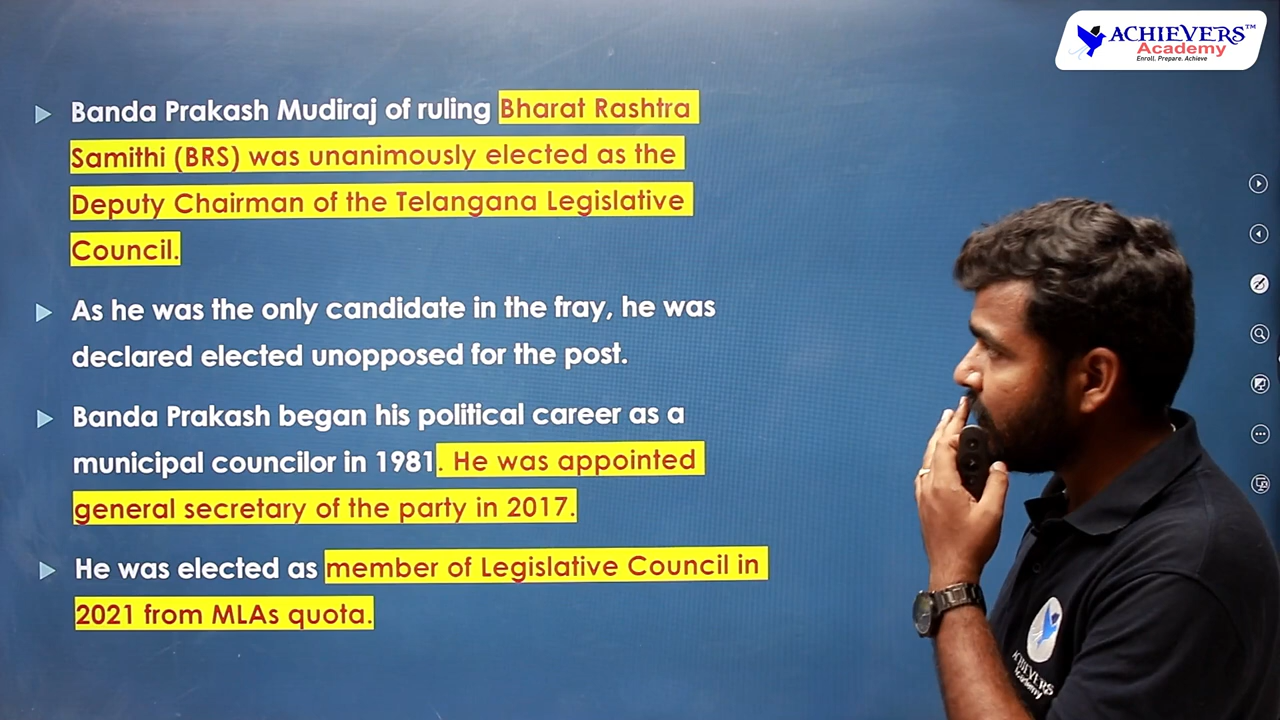 ACHIEVERS™
Academy
Enroll. Prepare. Achieve
Banda Prakash Mudiraj of ruling Bharat Rashtra
Samithi (BRS) was unanimously elected as the
Deputy Chairman of the Telangana Legislative
Council.
As he was the only candidate in the fray, he was
declared elected unopposed for the post.
Banda Prakash began his political career as a
municipal councilor in 1981. He was appointed
general secretary of the party in 2017.
He was elected as member of Legislative Council in
2021 from MLAs quota.
ACHIEVERS
Academy